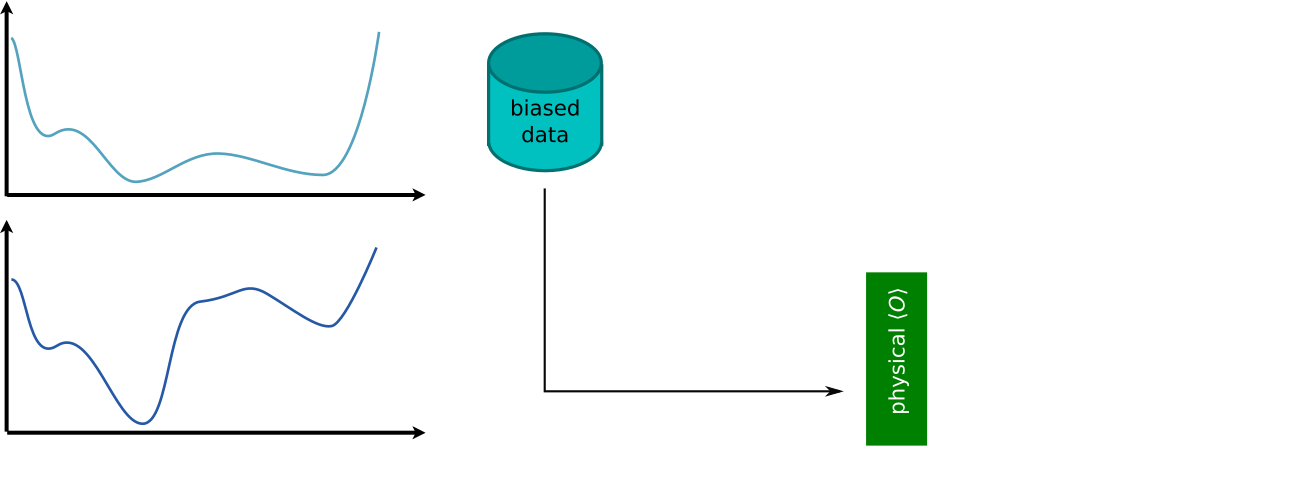 biased
data
physical ⟨O⟩